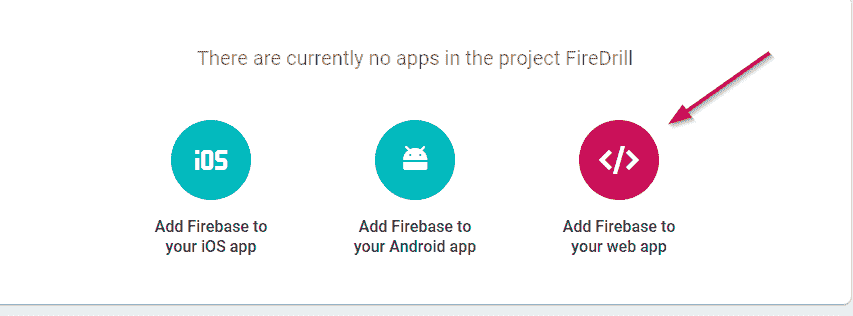 There are currently no apps in the project FireDrill
iOS
</>
Add Firebase to
your iOS app
Add Firebase to
your Android app
Add Firebase to
your web app